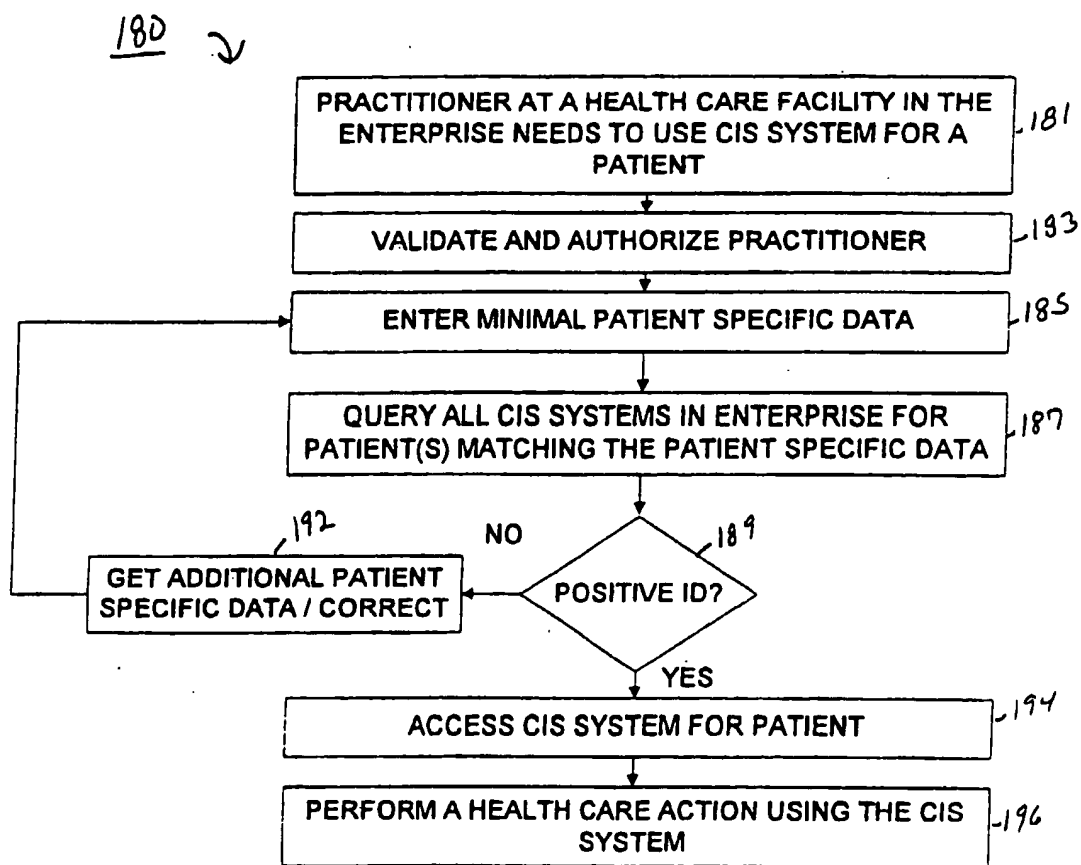 180
PRACTITIONER AT A HEALTH CARE FACILITY IN THE
ENTERPRISE NEEDS TO USE CIS SYSTEM FOR A
PATIENT
181
VALIDATE AND AUTHORIZE PRACTITIONER
183
ENTER MINIMAL PATIENT SPECIFIC DATA
185
QUERY ALL CIS SYSTEMS IN ENTERPRISE FOR
PATIENT(S) MATCHING THE PATIENT SPECIFIC DATA
187
192
NO
189
GET ADDITIONAL PATIENT
SPECIFIC DATA / CORRECT
POSITIVE ID?
YES
ACCESS CIS SYSTEM FOR PATIENT
194
PERFORM A HEALTH CARE ACTION USING THE CIS
SYSTEM
196